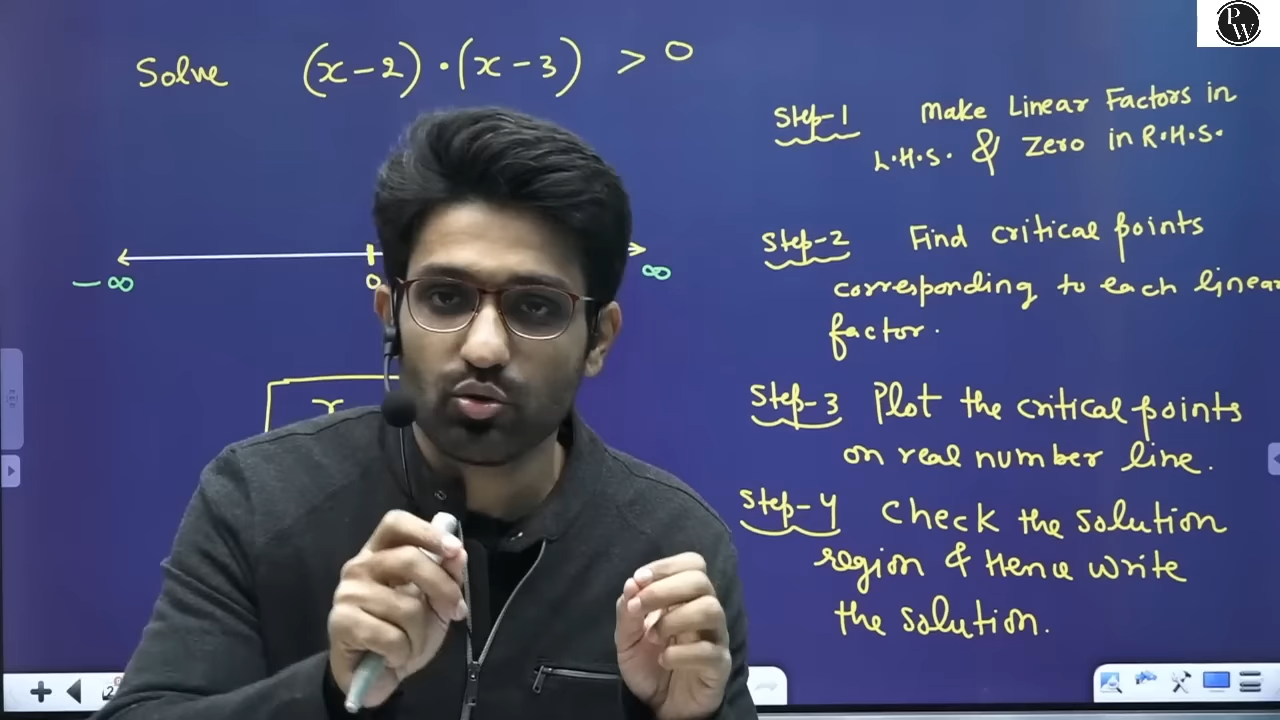 PW
Solve (x-2)·(x-3) > 0
Step-1 Make Linear Factors in
L.H.S. & Zero in R.H.S.
Step-2 Find critical points
corresponding to each linear
factor.
-∞ 0 ∞
Step-3 Plot the critical points
on real number line.
x
Step-4 Check the solution
region & Hence write
the solution.
2